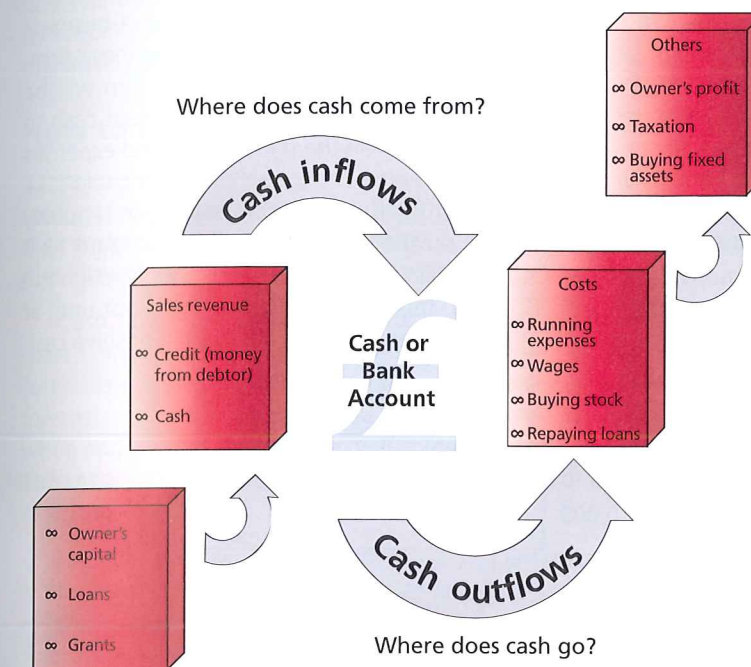 Others
∞ Owner's profit
∞ Taxation
∞ Buying fixed
assets
Where does cash come from?
Cash inflows
Sales revenue
∞ Credit (money
from debtor)
∞ Cash
£
Cash or
Bank
Account
Costs
∞ Running
expenses
∞ Wages
∞ Buying stock
∞ Repaying loans
∞ Owner's
capital
∞ Loans
∞ Grants
Cash outflows
Where does cash go?